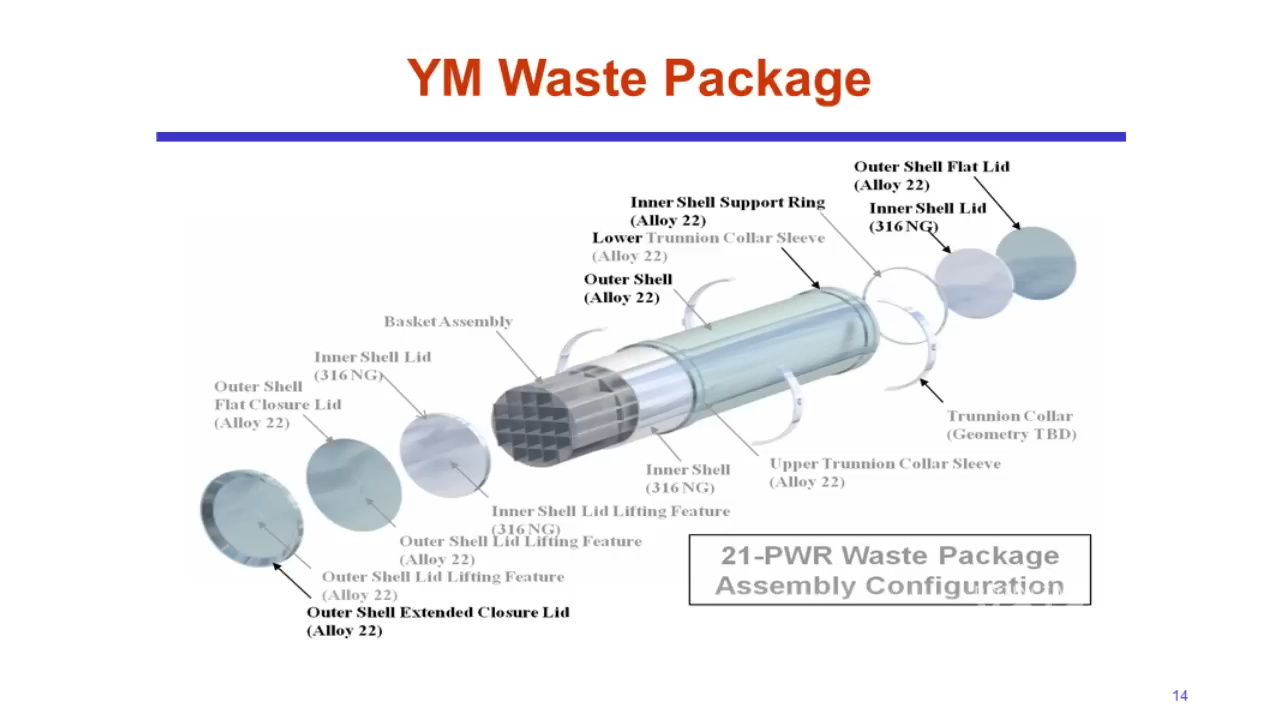 YM Waste Package
Outer Shell Flat Lid
(Alloy 22)
Inner Shell Support Ring
(Alloy 22)
Inner Shell Lid
(316 NG)
Lower Trunnion Collar Sleeve
(Alloy 22)
Outer Shell
(Alloy 22)
Basket Assembly
Inner Shell Lid
(316 NG)
Outer Shell
Flat Closure Lid
(Alloy 22)
Trunnion Collar
(Geometry TBD)
Upper Trunnion Collar Sleeve
(Alloy 22)
Inner Shell
(316 NG)
Inner Shell Lid Lifting Feature
(316 NG)
Outer Shell Lid Lifting Feature
(Alloy 22)
Outer Shell Lid Lifting Feature
(Alloy 22)
Outer Shell Extended Closure Lid
(Alloy 22)
21-PWR Waste Package
Assembly Configuration
14